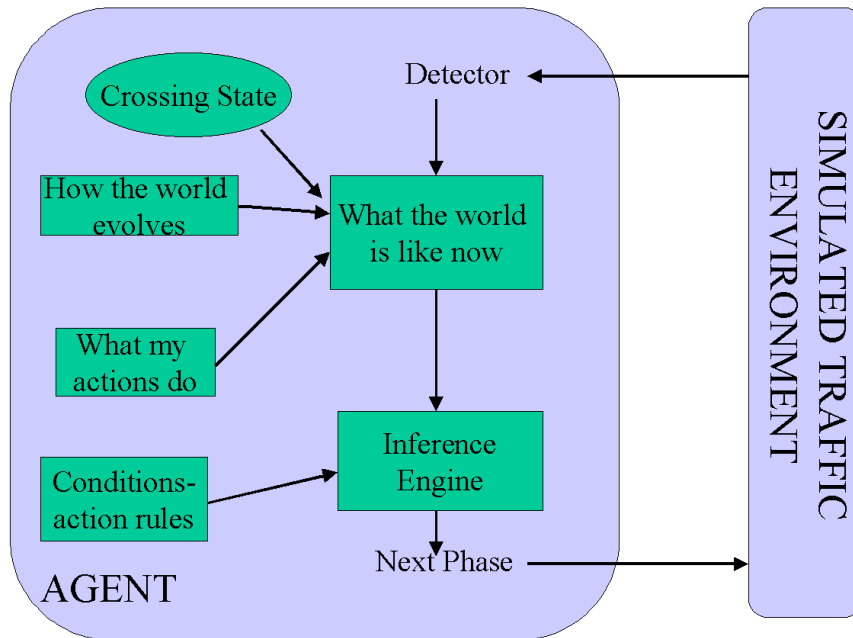 Crossing State
Detector
How the world
evolves
What the world
is like now
What my
actions do
Inference
Engine
Conditions-
action rules
Next Phase
AGENT
SIMULATED TRAFFIC
ENVIRONMENT